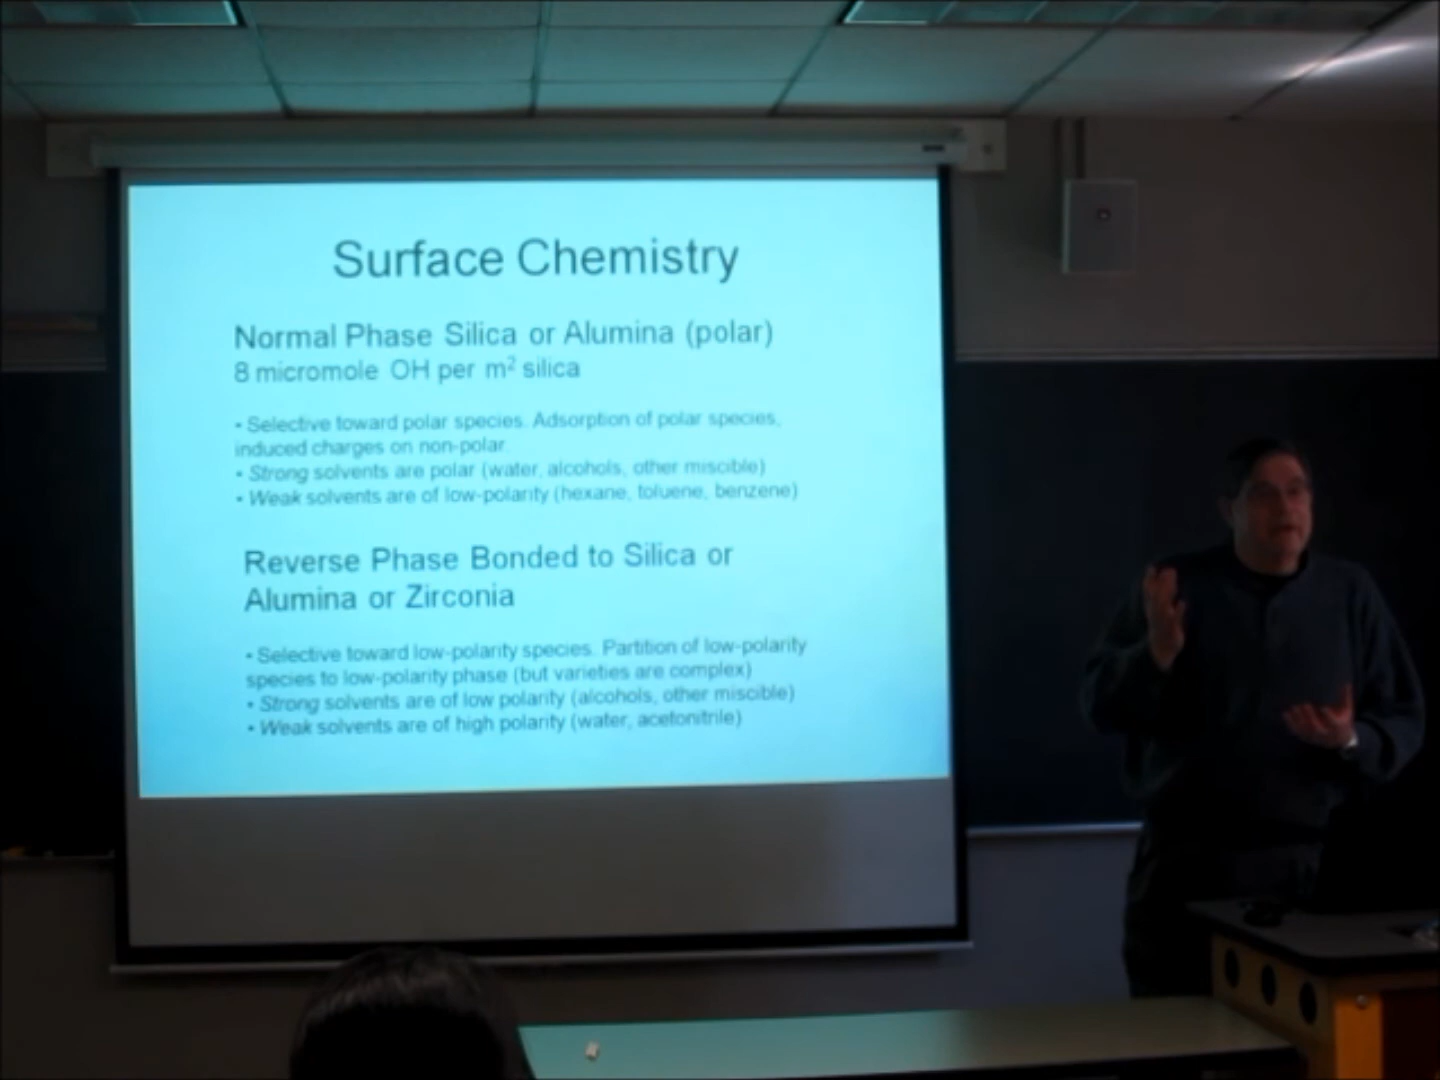 Surface Chemistry
Normal Phase Silica or Alumina (polar)
8 micromole OH per m² silica
• Selective toward polar species. Adsorption of polar species,
induced charges on non-polar.
• Strong solvents are polar (water, alcohols, other miscible)
• Weak solvents are of low-polarity (hexane, toluene, benzene)
Reverse Phase Bonded to Silica or
Alumina or Zirconia
• Selective toward low-polarity species. Partition of low-polarity
species to low-polarity phase (but varieties are complex)
• Strong solvents are of low polarity (alcohols, other miscible)
• Weak solvents are of high polarity (water, acetonitrile)